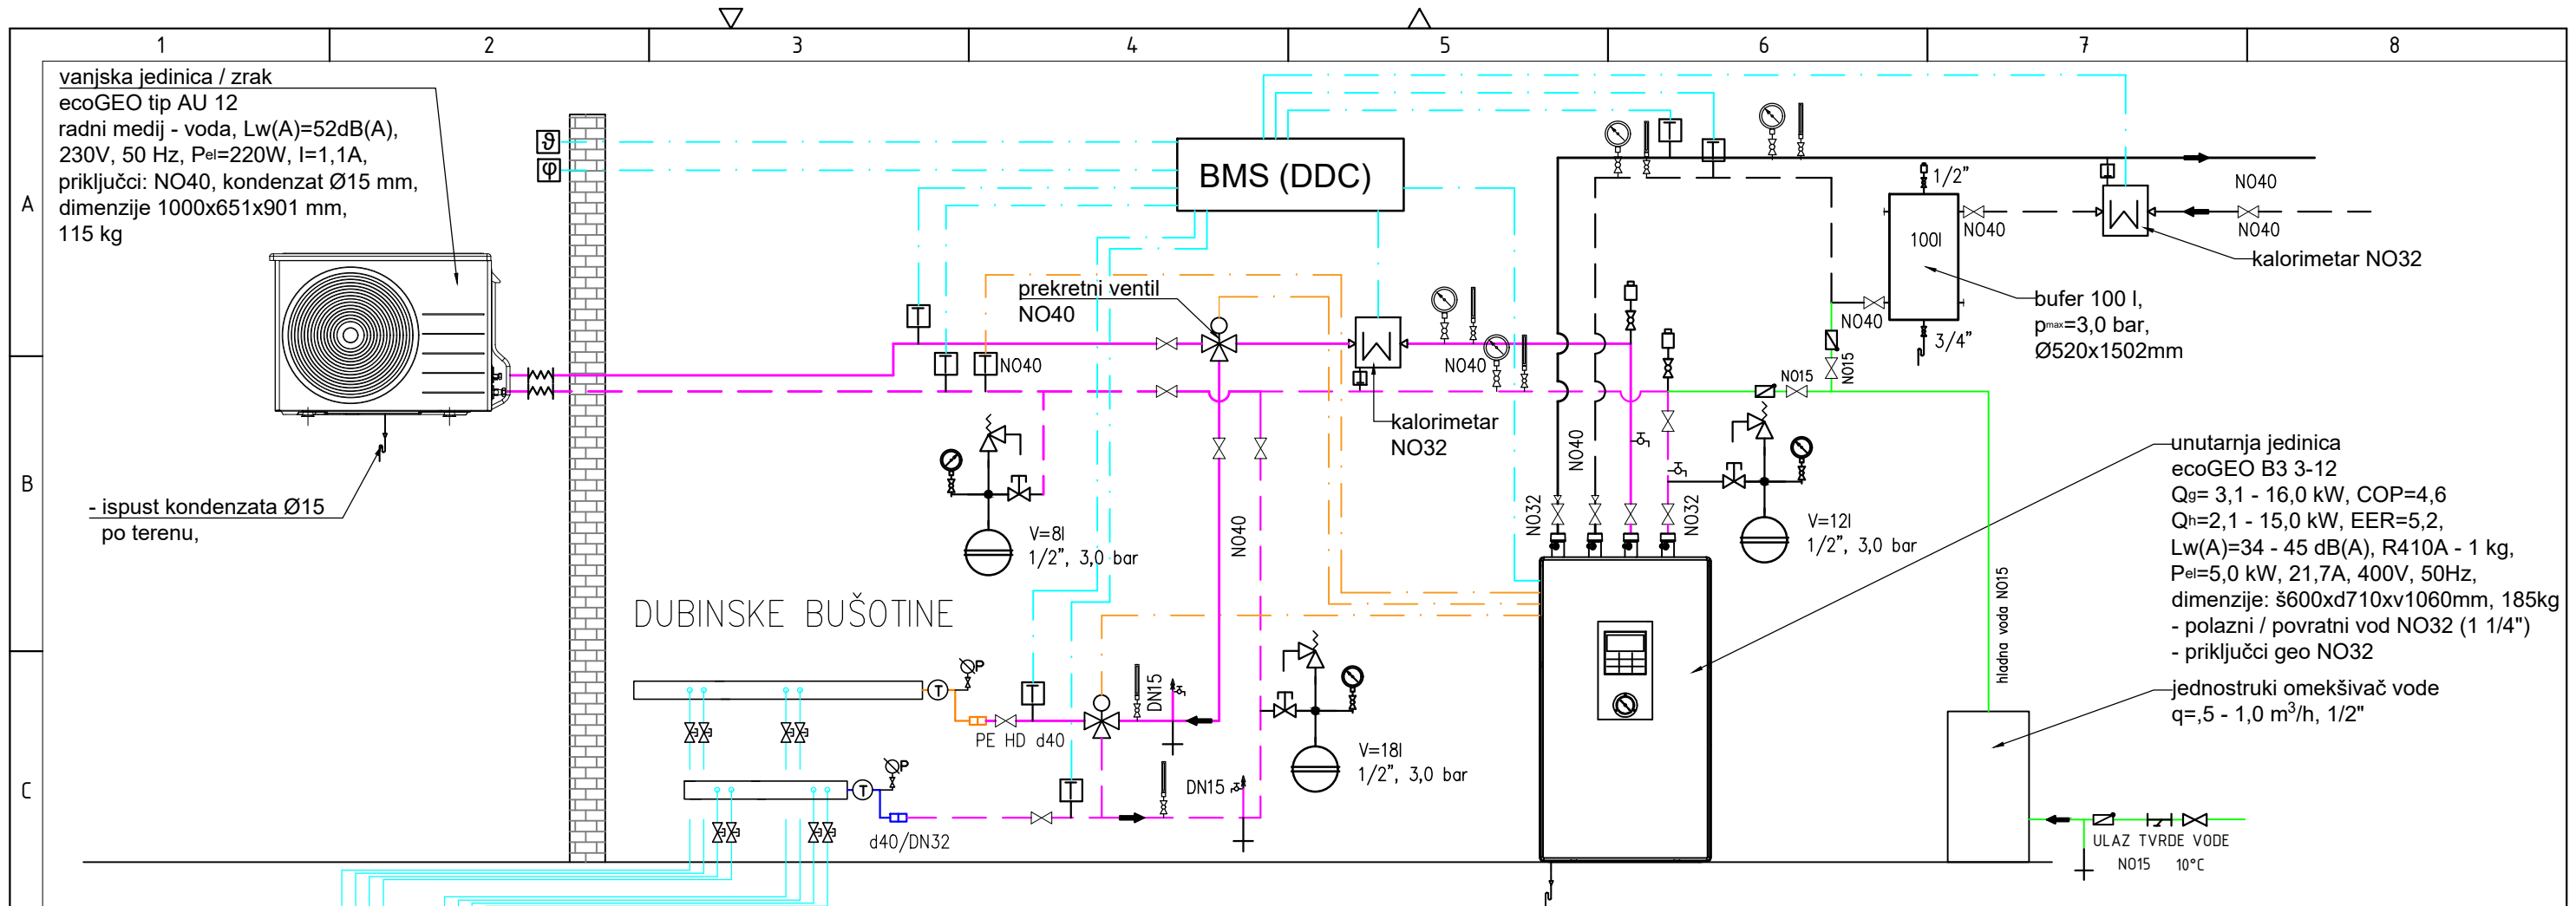 1 2 3 4 5 6 7 8
A
B
C
vanjska jedinica / zrak
ecoGEO tip AU 12
radni medij - voda, Lw(A)=52dB(A),
230V, 50 Hz, Pel=220W, I=1,1A,
priključci: NO40, kondenzat Ø15 mm,
dimenzije 1000x651x901 mm,
115 kg
- ispust kondenzata Ø15
po terenu,
ϑ
φ
BMS (DDC)
T
T
T
T
T
prekretni ventil
NO40
NO40
NO40
kalorimetar
NO32
1/2"
100l
3/4"
NO40
NO40
NO40
NO40
kalorimetar NO32
bufer 100 l,
pmax=3,0 bar,
Ø520x1502mm
NO15
NO15
V=8l
1/2", 3,0 bar
NO40
NO40
NO32
NO32
V=12l
1/2", 3,0 bar
unutarnja jedinica
ecoGEO B3 3-12
Qg= 3,1 - 16,0 kW, COP=4,6
Qh=2,1 - 15,0 kW, EER=5,2,
Lw(A)=34 - 45 dB(A), R410A - 1 kg,
Pel=5,0 kW, 21,7A, 400V, 50Hz,
dimenzije: š600xd710xv1060mm, 185kg
- polazni / povratni vod NO32 (1 1/4")
- priključci geo NO32
hladna voda NO15
jednostruki omekšivač vode
q=,5 - 1,0 m³/h, 1/2"
DUBINSKE BUŠOTINE
T
P
T
PE HD d40
DN15
V=18l
1/2", 3,0 bar
T
P
T
d40/DN32
DN15
ULAZ TVRDE VODE
NO15 10°C